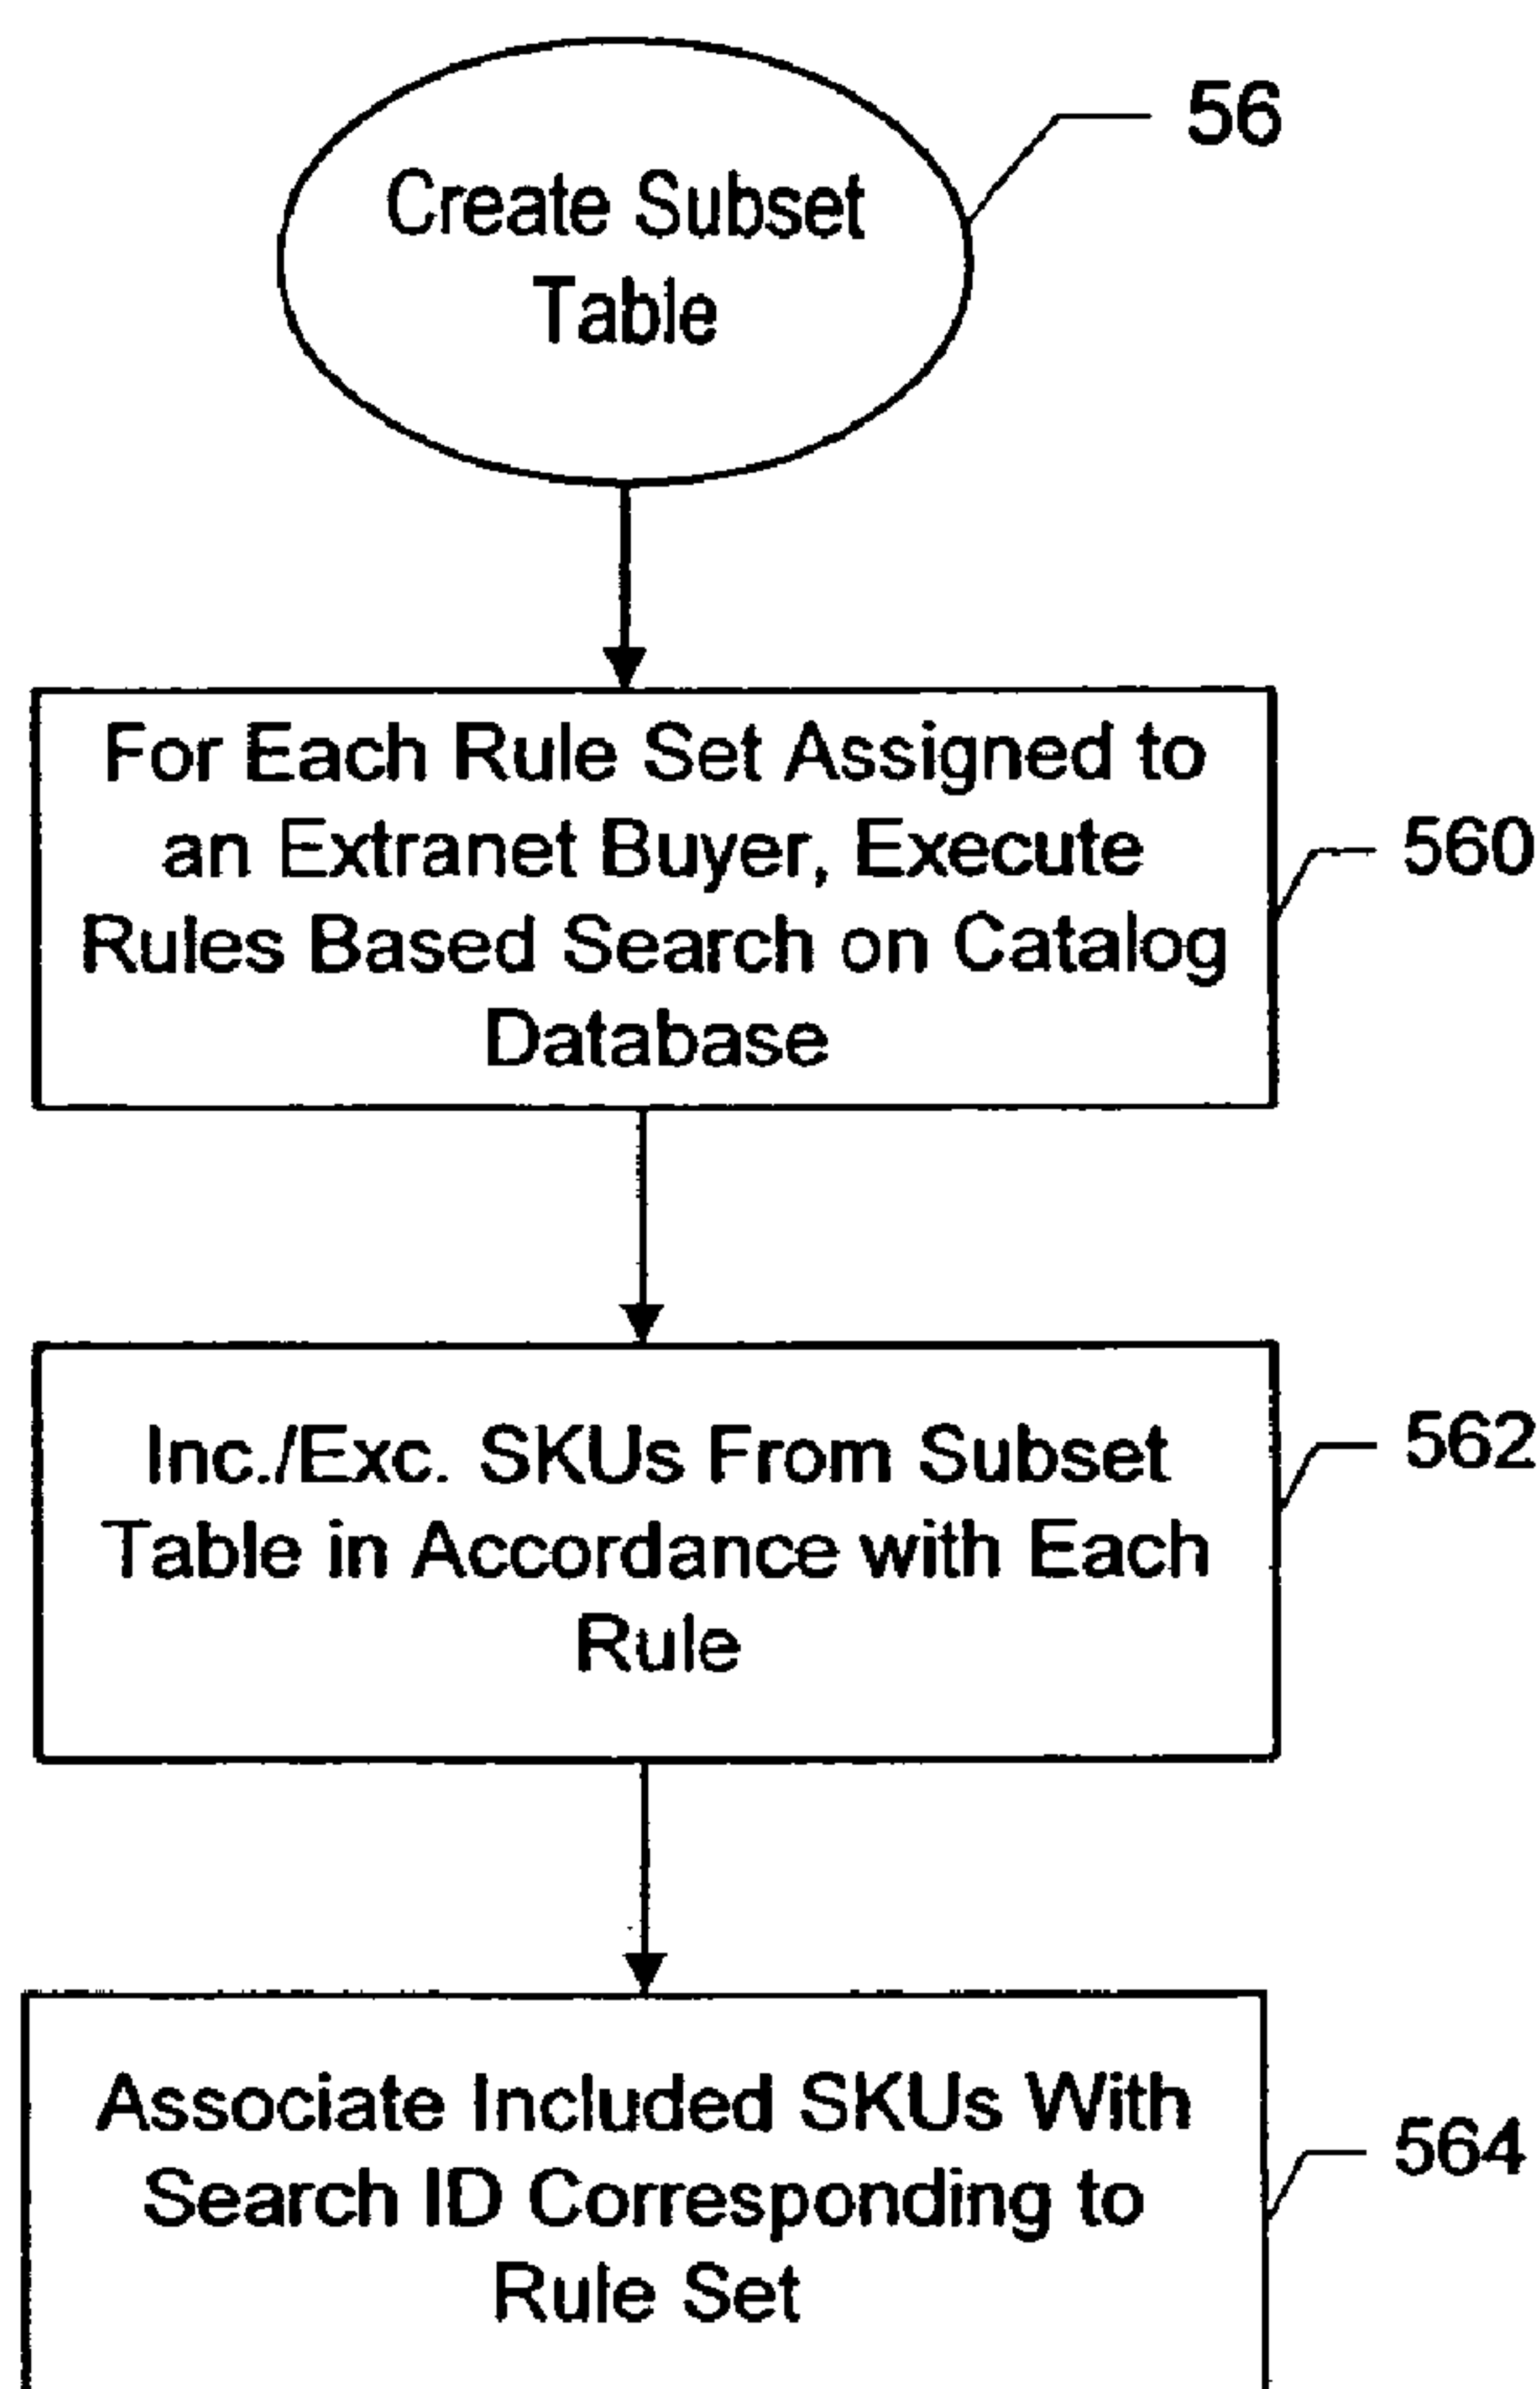 56
Create Subset
Table
For Each Rule Set Assigned to
an Extranet Buyer, Execute
Rules Based Search on Catalog
Database
560
Inc./Exc. SKUs From Subset
Table in Accordance with Each
Rule
562
Associate Included SKUs With
Search ID Corresponding to
Rule Set
564